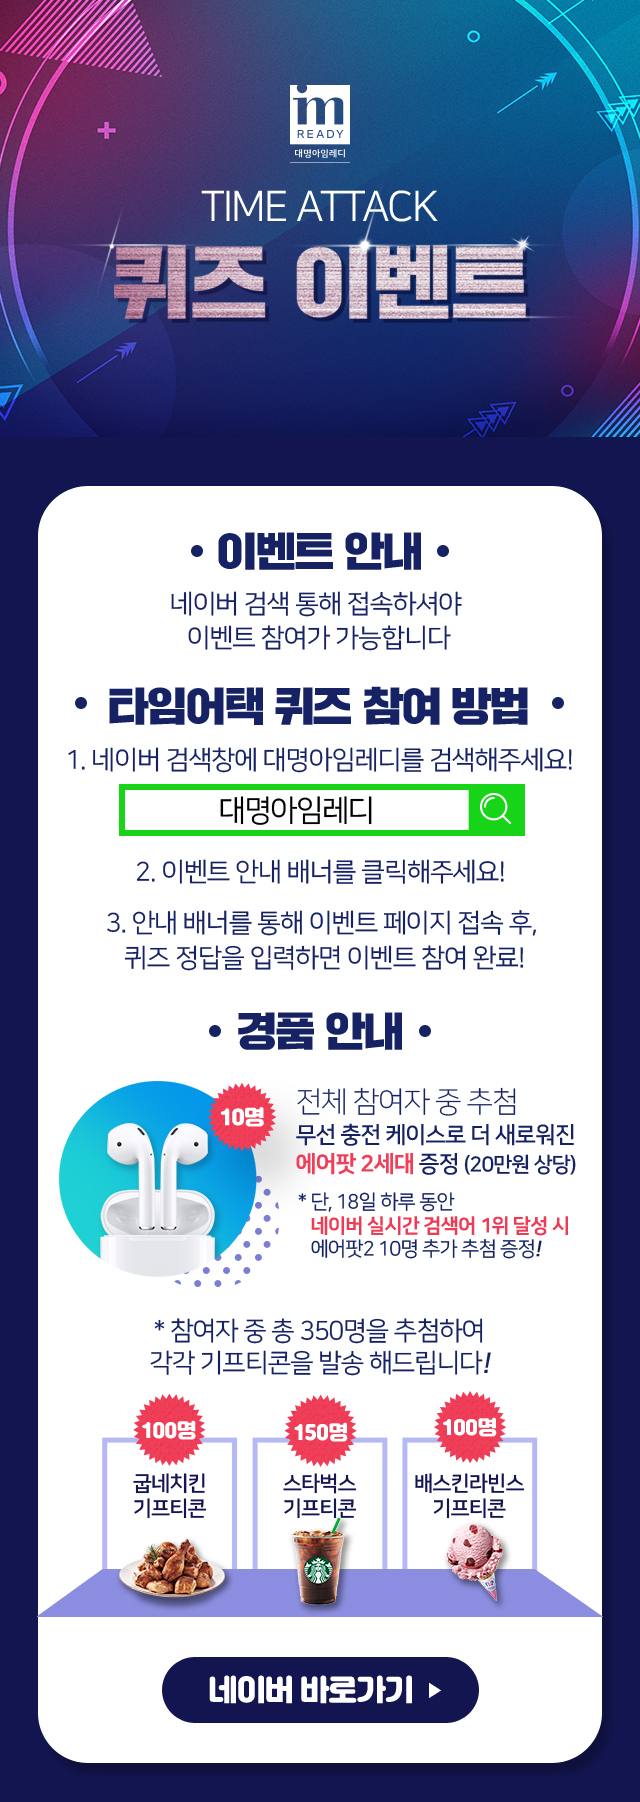 im
READY
대명아임레디
TIME ATTACK
퀴즈 이벤트
• 이벤트 안내 •
네이버 검색 통해 접속하셔야
이벤트 참여가 가능합니다
• 타임어택 퀴즈 참여 방법 •
1. 네이버 검색창에 대명아임레디를 검색해주세요!
대명아임레디
2. 이벤트 안내 배너를 클릭해주세요!
3. 안내 배너를 통해 이벤트 페이지 접속 후,
퀴즈 정답을 입력하면 이벤트 참여 완료!
• 경품 안내 •
10명
전체 참여자 중 추첨
무선 충전 케이스로 더 새로워진
에어팟 2세대 증정 (20만원 상당)
* 단, 18일 하루 동안
네이버 실시간 검색어 1위 달성 시
에어팟2 10명 추가 추첨 증정!
* 참여자 중 총 350명을 추첨하여
각각 기프티콘을 발송 해드립니다!
100명
굽네치킨
기프티콘
150명
스타벅스
기프티콘
100명
배스킨라빈스
기프티콘
네이버 바로가기